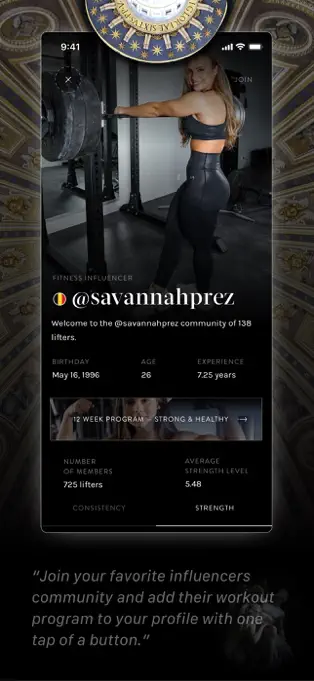 9:41
JOIN
FITNESS INFLUENCER
@savannahprez
Welcome to the @savannahprez community of 138
lifters.
BIRTHDAY AGE EXPERIENCE
May 16, 1996 26 7.25 years
12 WEEK PROGRAM - STRONG & HEALTHY →
NUMBER
OF MEMBERS
AVERAGE
STRENGTH LEVEL
725 lifters 5.48
CONSISTENCY STRENGTH
“Join your favorite influencers
community and add their workout
program to your profile with one
tap of a button.”